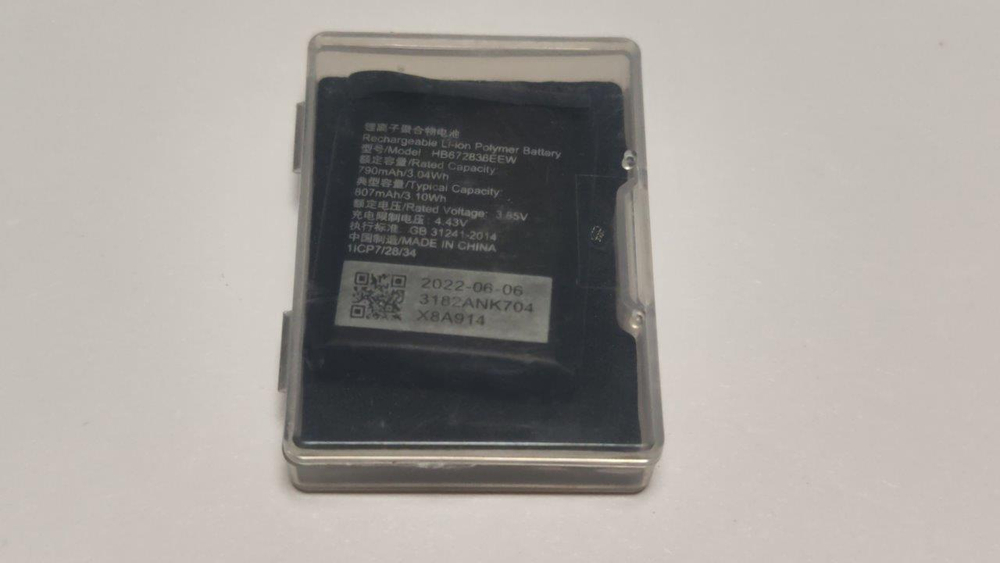 锂离子聚合物电池
Rechargeable Li-ion Polymer Battery
型号/Model: HB672836EEW
额定容量/Rated Capacity:
790mAh/3.04Wh
典型容量/Typical Capacity:
807mAh/3.10Wh
额定电压/Rated Voltage: 3.85V
充电限制电压: 4.43V
执行标准: GB 31241-2014
中国制造/MADE IN CHINA
1ICP7/28/34
2022-06-06
3182ANK704
X8A914